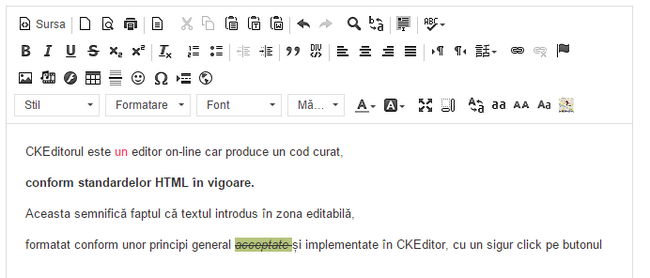 Sursa
Stil Formatare Font Mă...
CKEditorul este un editor on-line car produce un cod curat,
conform standardelor HTML în vigoare.
Aceasta semnifică faptul că textul introdus în zona editabilă,
formatat conform unor principi general acceptate și implementate în CKEditor, cu un sigur click pe butonul